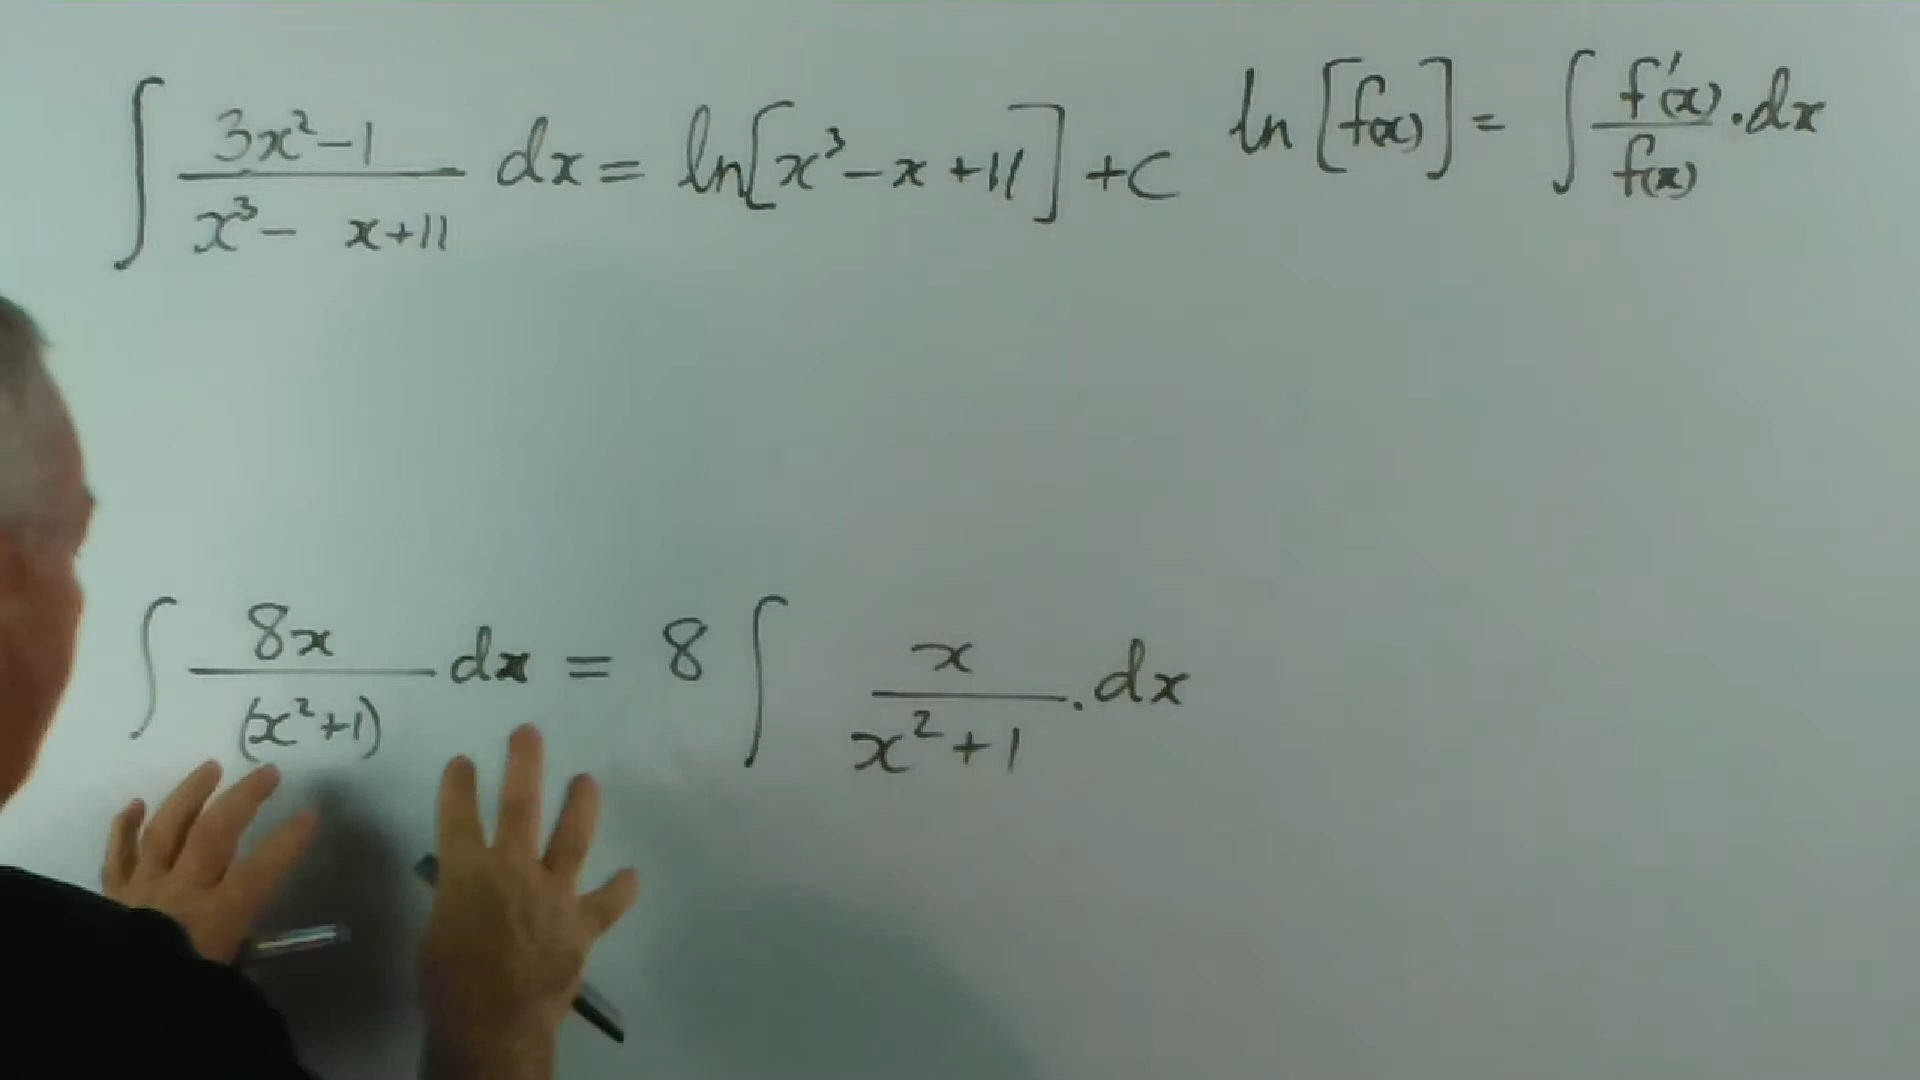 ∫ (3x² − 1)/(x³ − x + 11) dx = ln[x³ − x + 11] + C
ln[f(x)] = ∫ f′(x)/f(x) . dx
∫ 8x/(x² + 1) dx = 8 ∫ x/(x² + 1) . dx